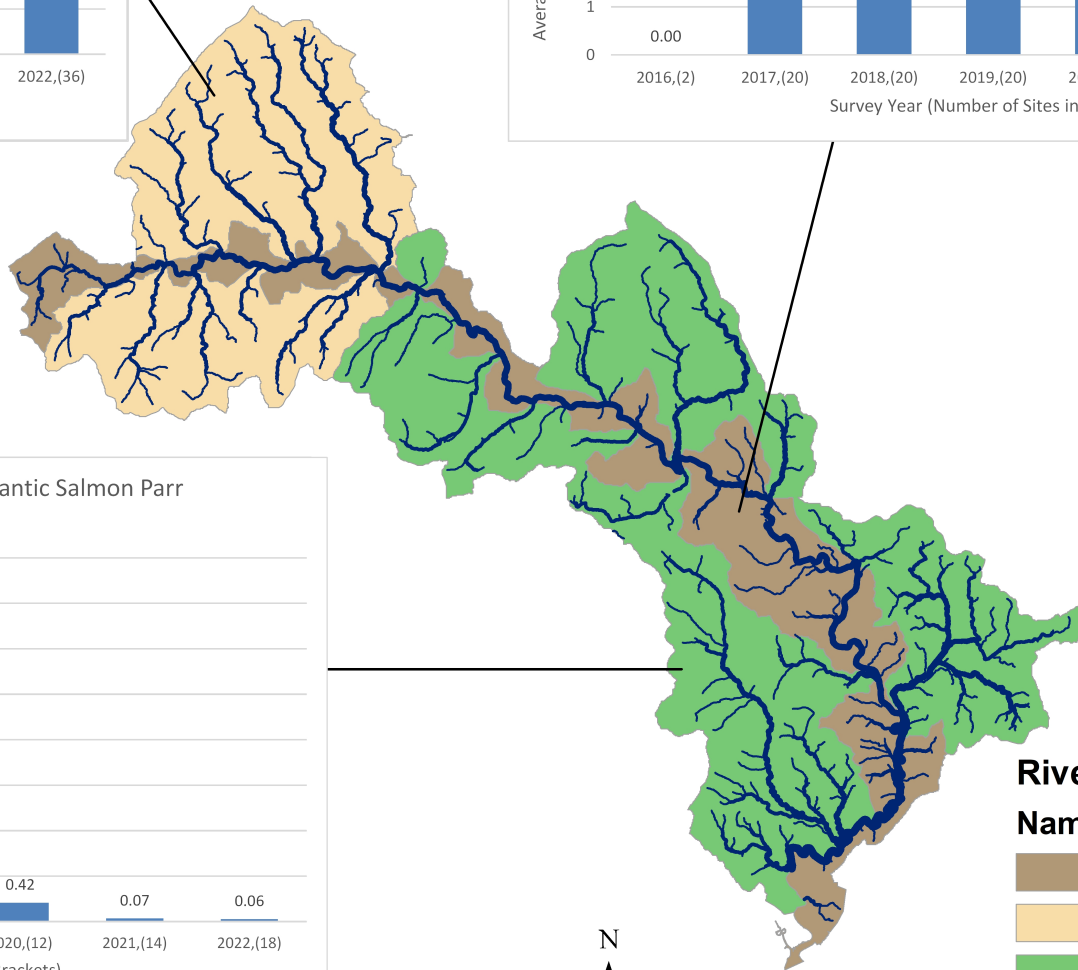 2022,(36)
Avera
1
0
0.00
2016,(2) 2017,(20) 2018,(20) 2019,(20) 2
Survey Year (Number of Sites in
antic Salmon Parr
0.42 0.07 0.06
020,(12) 2021,(14) 2022,(18)
rackets)
N
Rive
Nam